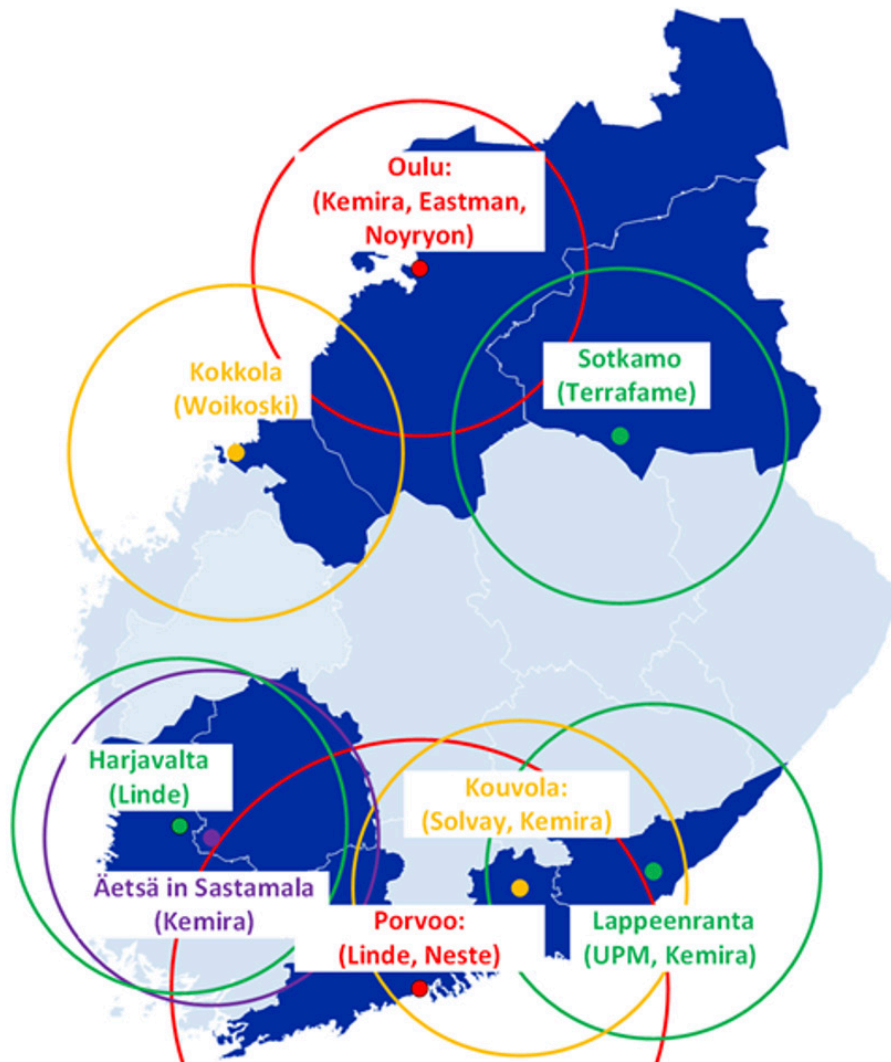 Oulu:
(Kemira, Eastman,
Noyryon)
Kokkola
(Woikoski)
Sotkamo
(Terrafame)
Harjavalta
(Linde)
Kouvola:
(Solvay, Kemira)
Äetsä in Sastamala
(Kemira)
Porvoo:
(Linde, Neste)
Lappeenranta
(UPM, Kemira)